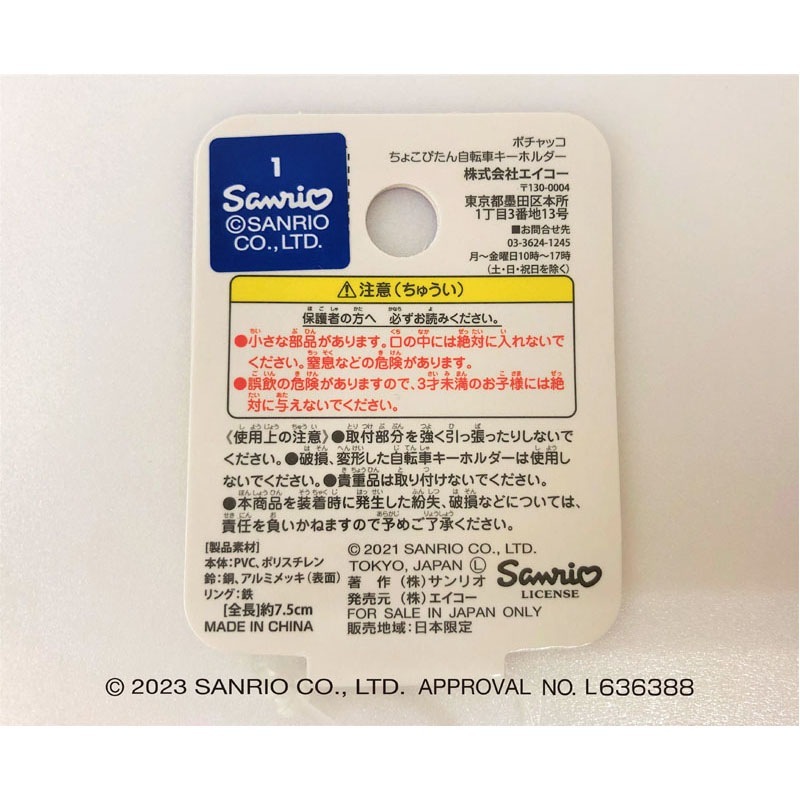 1
Sanrio
©SANRIO
CO.,LTD.
ポチャッコ
ちょこぴたん自転車キーホルダー
株式会社エイコー
〒130-0004
東京都墨田区本所
1丁目3番地13号
■お問合せ先
03-3624-1245
月〜金曜日10時〜17時
(土・日・祝日を除く)
⚠注意(ちゅうい)
保護者の方へ 必ずお読みください。
●小さな部品があります。口の中には絶対に入れないで
ください。窒息などの危険があります。
●誤飲の危険がありますので、3才未満のお子様には絶
対に与えないでください。
《使用上の注意》●取付部分を強く引っ張ったりしないで
ください。●破損、変形した自転車キーホルダーは使用し
ないでください。●貴重品は取り付けないでください。
●本商品を装着時に発生した紛失、破損などについては、
責任を負いかねますので予めご了承ください。
[製品素材]
本体:PVC、ポリスチレン
鈴:銅、アルミメッキ(表面)
リング:鉄
[全長]約7.5cm
MADE IN CHINA
© 2021 SANRIO CO., LTD.
TOKYO, JAPAN Ⓛ
著 作 (株)サンリオ
発売元 (株)エイコー
FOR SALE IN JAPAN ONLY
販売地域:日本限定
Sanrio
LICENSE
© 2023 SANRIO CO., LTD. APPROVAL NO. L636388